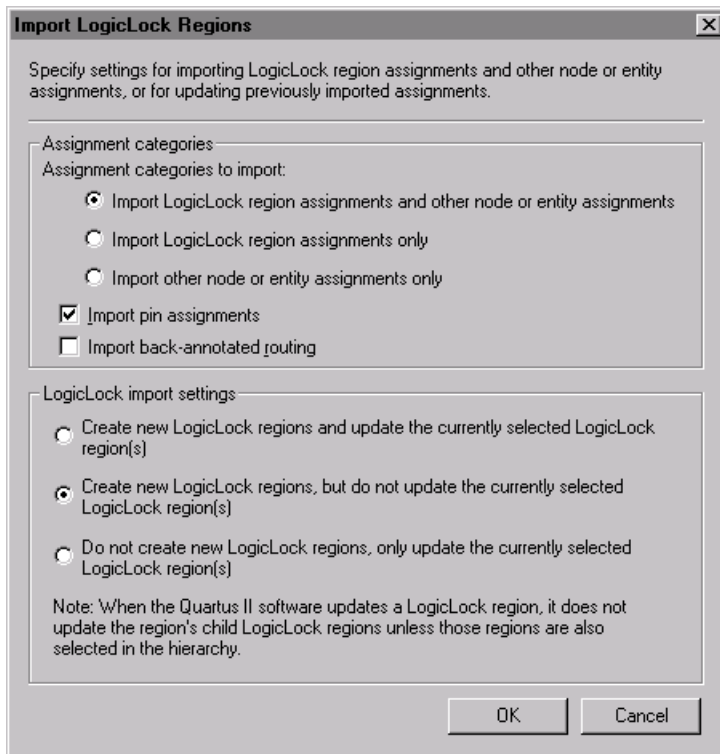 Import LogicLock Regions
Specify settings for importing LogicLock region assignments and other node or entity
assignments, or for updating previously imported assignments.
Assignment categories
Assignment categories to import:
Import LogicLock region assignments and other node or entity assignments
Import LogicLock region assignments only
Import other node or entity assignments only
Import pin assignments
Import back-annotated routing
LogicLock import settings
Create new LogicLock regions and update the currently selected LogicLock
region(s)
Create new LogicLock regions, but do not update the currently selected
LogicLock region(s)
Do not create new LogicLock regions, only update the currently selected
LogicLock region(s)
Note: When the Quartus II software updates a LogicLock region, it does not
update the region's child LogicLock regions unless those regions are also
selected in the hierarchy.
OK Cancel